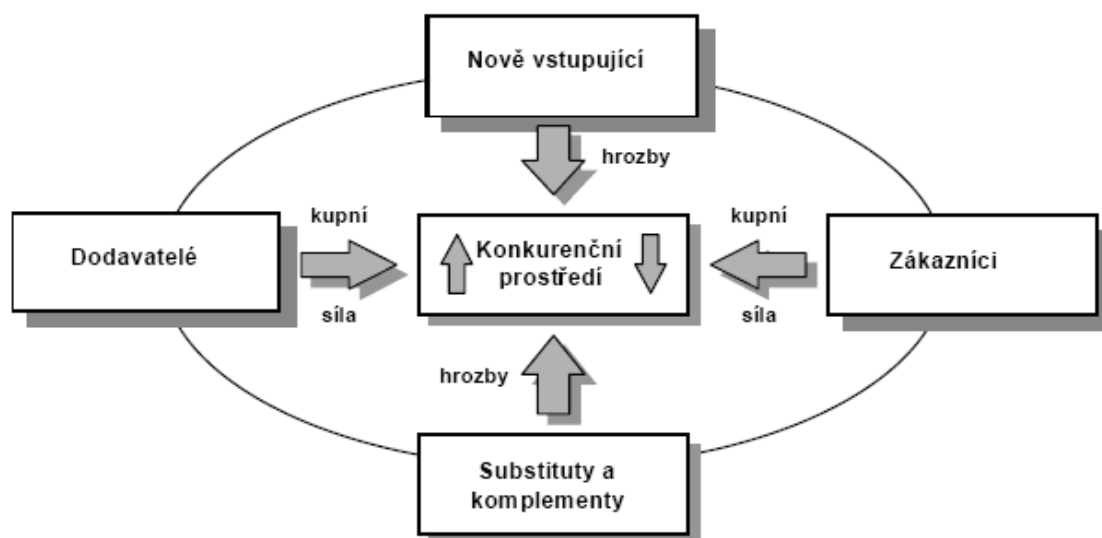 Nově vstupující
hrozby
Dodavatelé
kupní
síla
Konkurenční
prostředí
kupní
síla
Zákazníci
hrozby
Substituty a
komplementy